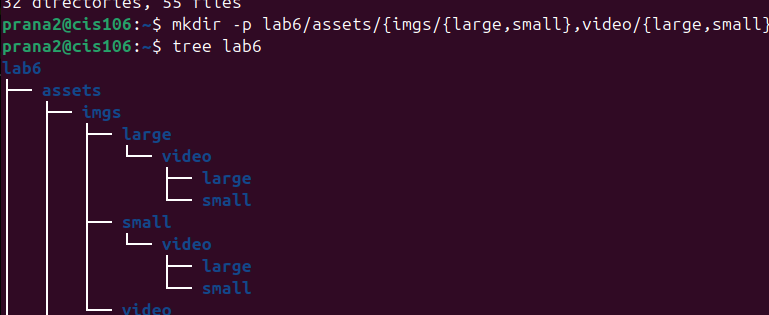 32 directories, 55 files
prana2@cis106:~$ mkdir -p lab6/assets/{imgs/{large,small},video/{large,small}
prana2@cis106:~$ tree lab6
lab6
├── assets
│   ├── imgs
│   │   ├── large
│   │   │   └── video
│   │   │       ├── large
│   │   │       └── small
│   │   ├── small
│   │   │   └── video
│   │   │       ├── large
│   │   │       └── small
│   │   └── video